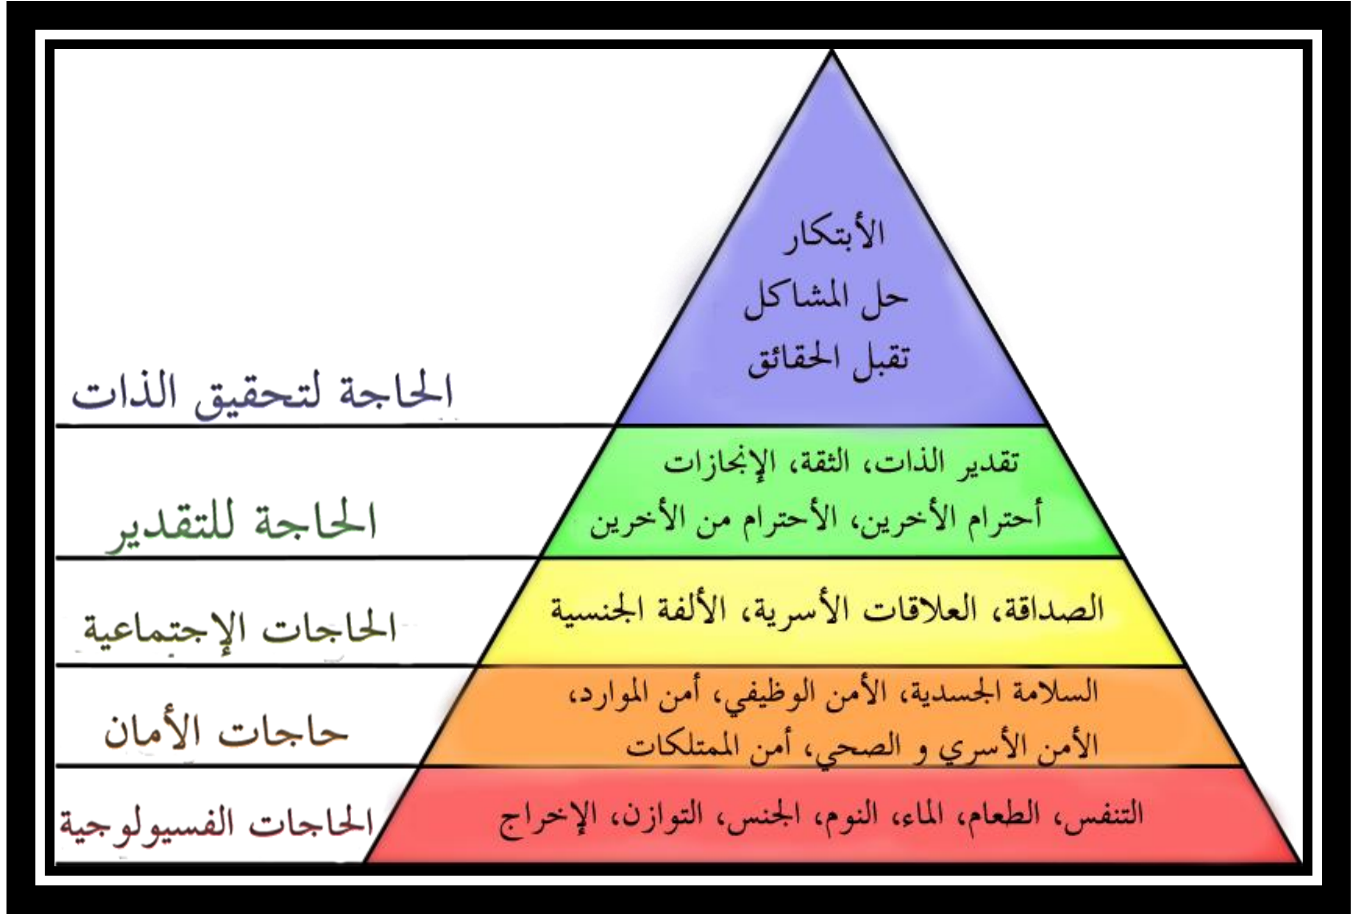 الأبتكار
حل المشاكل
تقبل الحقائق
الحاجة لتحقيق الذات
تقدير الذات، الثقة، الإنجازات
أحترام الأخرين، الأحترام من الأخرين
الحاجة للتقدير
الصداقة، العلاقات الأسرية، الألفة الجنسية
الحاجات الإجتماعية
السلامة الجسدية، الأمن الوظيفي، أمن الموارد،
الأمن الأسري و الصحي، أمن الممتلكات
حاجات الأمان
التنفس، الطعام، الماء، النوم، الجنس، التوازن، الإخراج
الحاجات الفسيولوجية